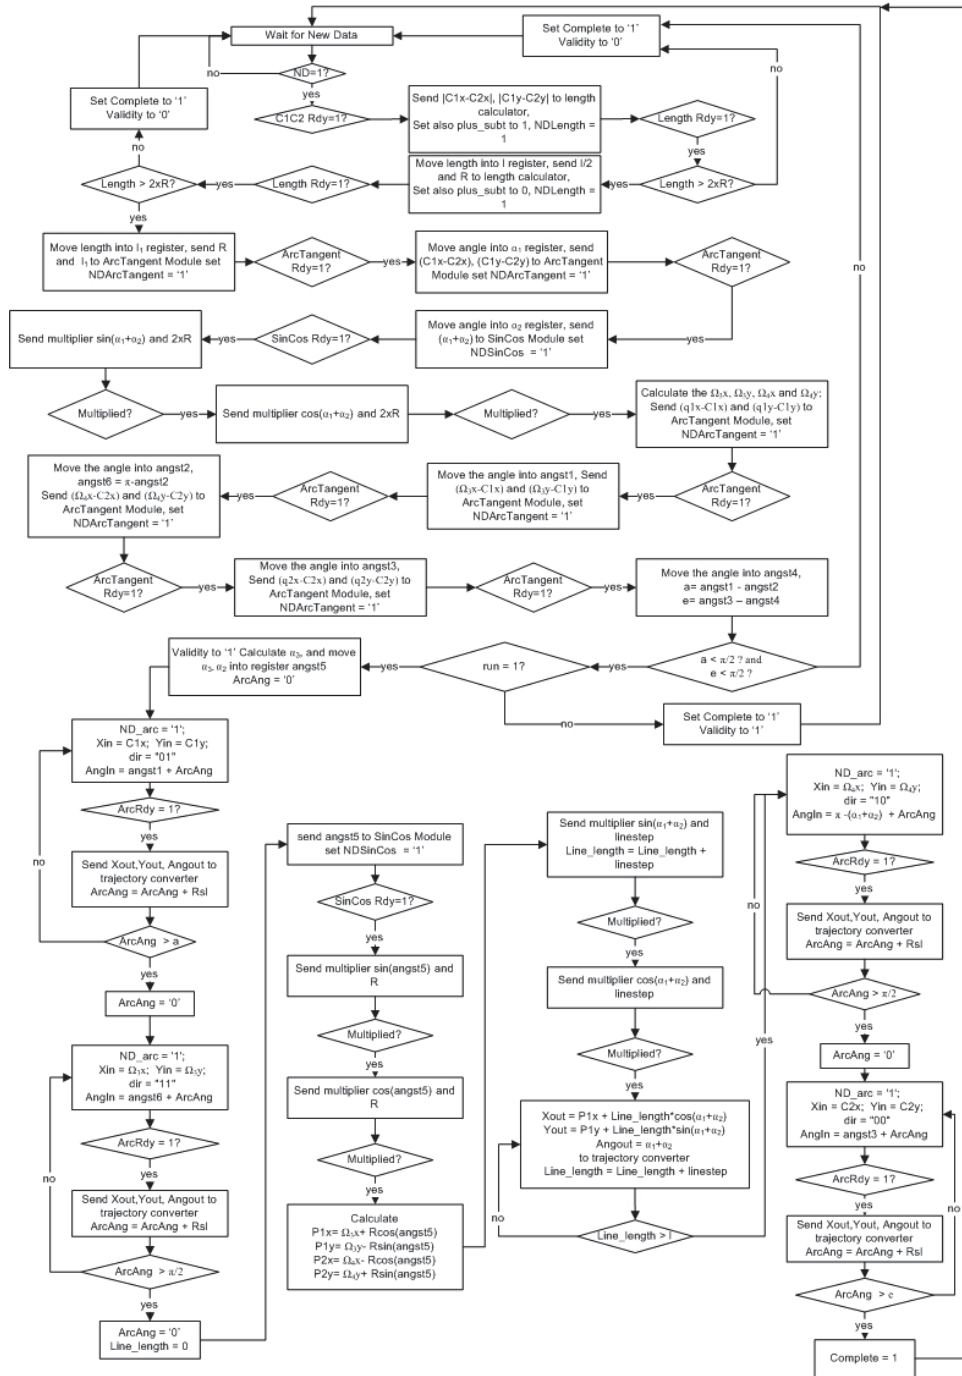 Wait for New Data
Set Complete to ‘1’
Validity to ‘0’
no
ND=1?
no
yes
Set Complete to ‘1’
Validity to ‘0’
C1C2 Rdy=1?
Send |C1x-C2x|, |C1y-C2y| to length
calculator,
Set also plus_subt to 1, NDLength =
1
Length Rdy=1?
yes
no
Length > 2xR?
yes
Length Rdy=1?
yes
Move length into l register, send l/2
and R to length calculator,
Set also plus_subt to 0, NDLength =
1
yes
Length > 2xR?
yes
Move length into l₁ register, send R
and l₁ to ArcTangent Module set
NDArcTangent = ‘1’
ArcTangent
Rdy=1?
yes
Move angle into α₁ register, send
(C1x-C2x), (C1y-C2y) to ArcTangent
Module set NDArcTangent = ‘1’
ArcTangent
Rdy=1?
no
Send multiplier sin(α₁+α₂) and 2xR
yes
SinCos Rdy=1?
yes
Move angle into α₂ register, send
(α₁+α₂) to SinCos Module set
NDSinCos = ‘1’
yes
Multiplied?
yes
Send multiplier cos(α₁+α₂) and 2xR
Multiplied?
yes
Calculate the Ω₃x, Ω₃y, Ω₄x and Ω₄y;
Send (q1x-C1x) and (q1y-C1y) to
ArcTangent Module, set
NDArcTangent = ‘1’
Move the angle into angst2,
angst6 = π-angst2
Send (Ω₄x-C2x) and (Ω₄y-C2y) to
ArcTangent Module, set
NDArcTangent = ‘1’
yes
ArcTangent
Rdy=1?
Move the angle into angst1, Send
(Ω₃x-C1x) and (Ω₃y-C1y) to
ArcTangent Module, set
NDArcTangent = ‘1’
yes
ArcTangent
Rdy=1?
ArcTangent
Rdy=1?
yes
Move the angle into angst3,
Send (q2x-C2x) and (q2y-C2y) to
ArcTangent Module, set
NDArcTangent = ‘1’
ArcTangent
Rdy=1?
yes
Move the angle into angst4,
a= angst1 - angst2
e= angst3 – angst4
Validity to ‘1’ Calculate α₃, and move
α₃, α₂ into register angst5
ArcAng = ‘0’
yes
run = 1?
yes
a < π/2 ? and
e < π/2 ?
no
Set Complete to ‘1’
Validity to ‘1’
ND_arc = ‘1’;
Xin = C1x; Yin = C1y;
dir = "01"
AngIn = angst1 + ArcAng
ArcRdy = 1?
yes
no
Send Xout,Yout, Angout to
trajectory converter
ArcAng = ArcAng + Rsl
ArcAng > a
yes
ArcAng = ‘0’
ND_arc = ‘1’;
Xin = Ω₃x; Yin = Ω₃y;
dir = "11"
AngIn = angst6 + ArcAng
ArcRdy = 1?
yes
no
Send Xout,Yout, Angout to
trajectory converter
ArcAng = ArcAng + Rsl
ArcAng > π/2
yes
ArcAng = ‘0’
Line_length = 0
send angst5 to SinCos Module
set NDSinCos = ‘1’
SinCos Rdy=1?
yes
Send multiplier sin(angst5) and
R
Multiplied?
yes
Send multiplier cos(angst5) and
R
Multiplied?
yes
Calculate
P1x= Ω₃x+ Rcos(angst5)
P1y= Ω₃y- Rsin(angst5)
P2x= Ω₄x- Rcos(angst5)
P2y= Ω₄y+ Rsin(angst5)
Send multiplier sin(α₁+α₂) and
linestep
Line_length = Line_length +
linestep
Multiplied?
yes
Send multiplier cos(α₁+α₂) and
linestep
Multiplied?
yes
yes
Xout = P1x + Line_length*cos(α₁+α₂)
Yout = P1y + Line_length*sin(α₁+α₂)
Angout = α₁+α₂
to trajectory converter
Line_length = Line_length + linestep
no
Line_length > l
ND_arc = ‘1’;
Xin = Ω₄x; Yin = Ω₄y;
dir = "10"
AngIn = π -(α₁+α₂) + ArcAng
ArcRdy = 1?
no
yes
Send Xout,Yout, Angout to
trajectory converter
ArcAng = ArcAng + Rsl
ArcAng > π/2
yes
ArcAng = ‘0’
ND_arc = ‘1’;
Xin = C2x; Yin = C2y;
dir = "00"
AngIn = angst3 + ArcAng
ArcRdy = 1?
yes
no
Send Xout,Yout, Angout to
trajectory converter
ArcAng = ArcAng + Rsl
ArcAng > e
yes
Complete = 1